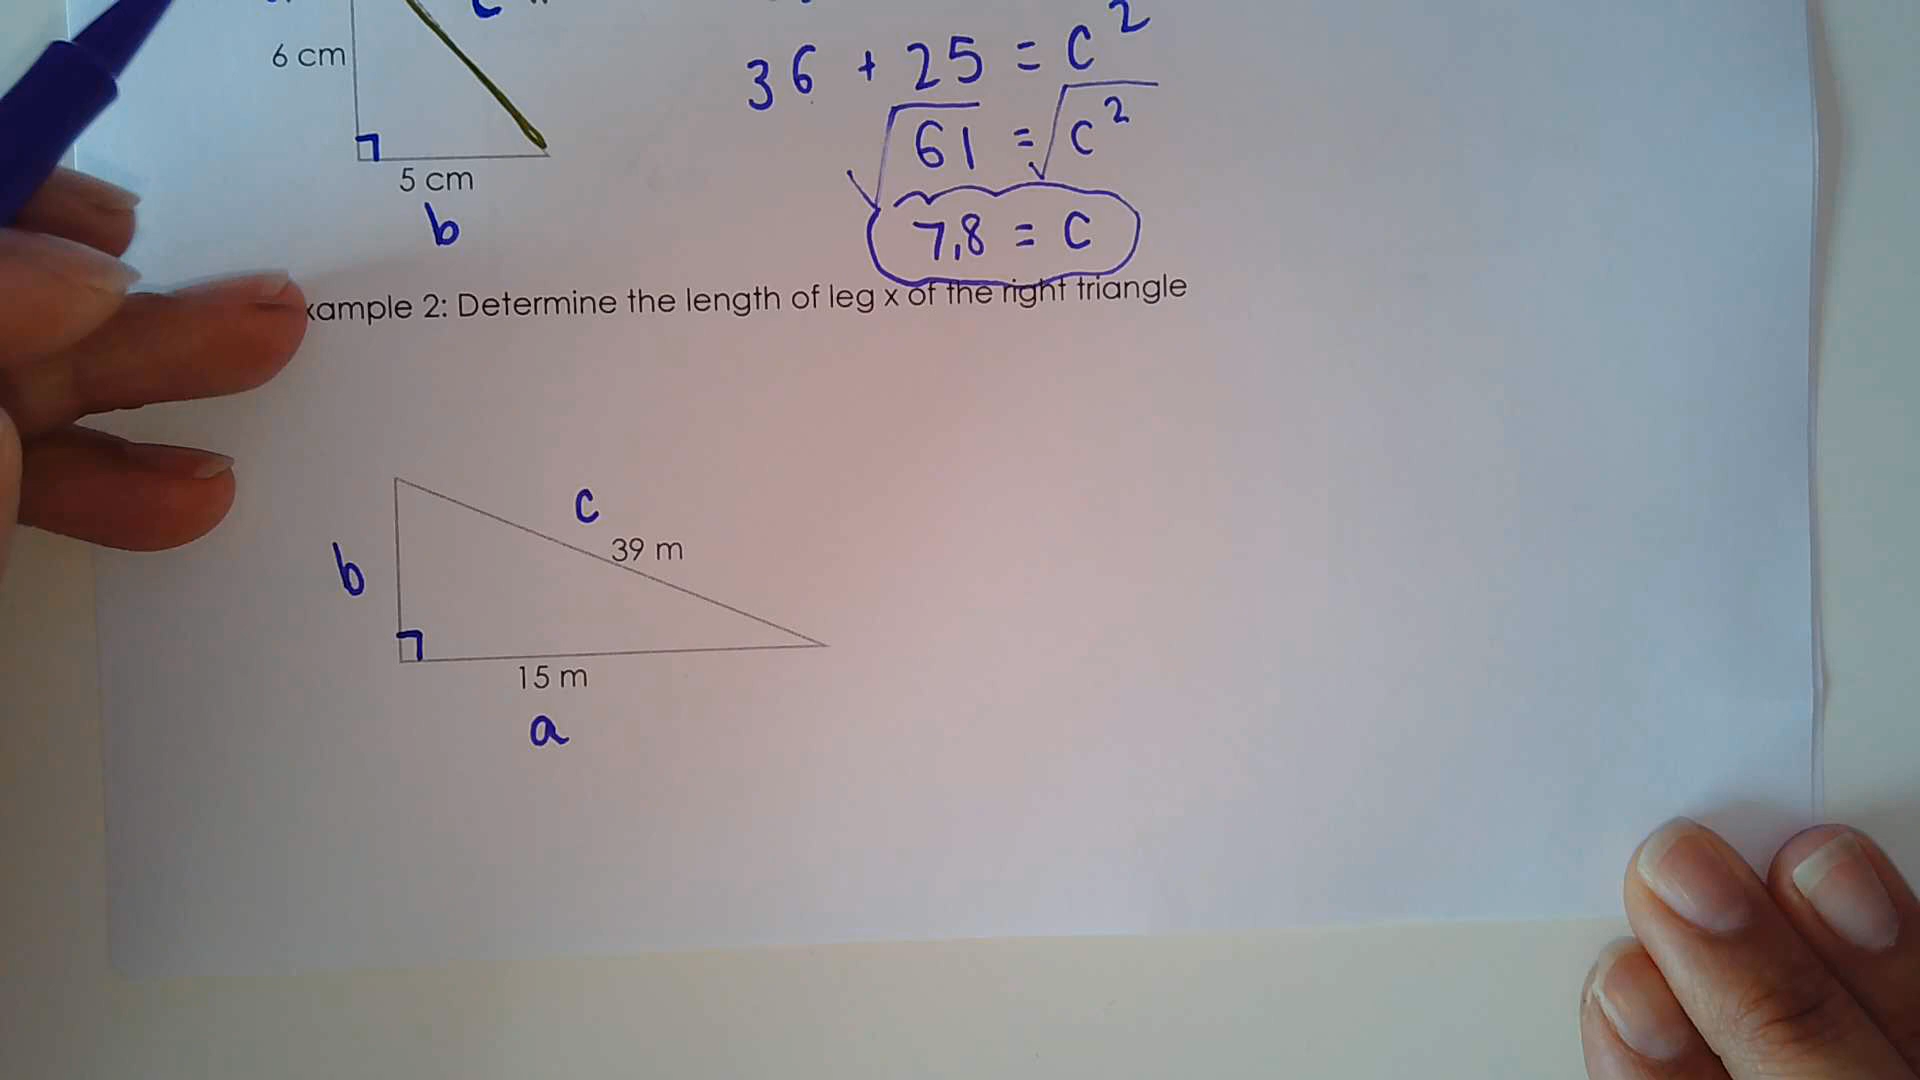 6 cm
5 cm
b
36 + 25 = c²
√61 = √c²
7,8 = c
xample 2: Determine the length of leg x of the right triangle
c
39 m
b
15 m
a